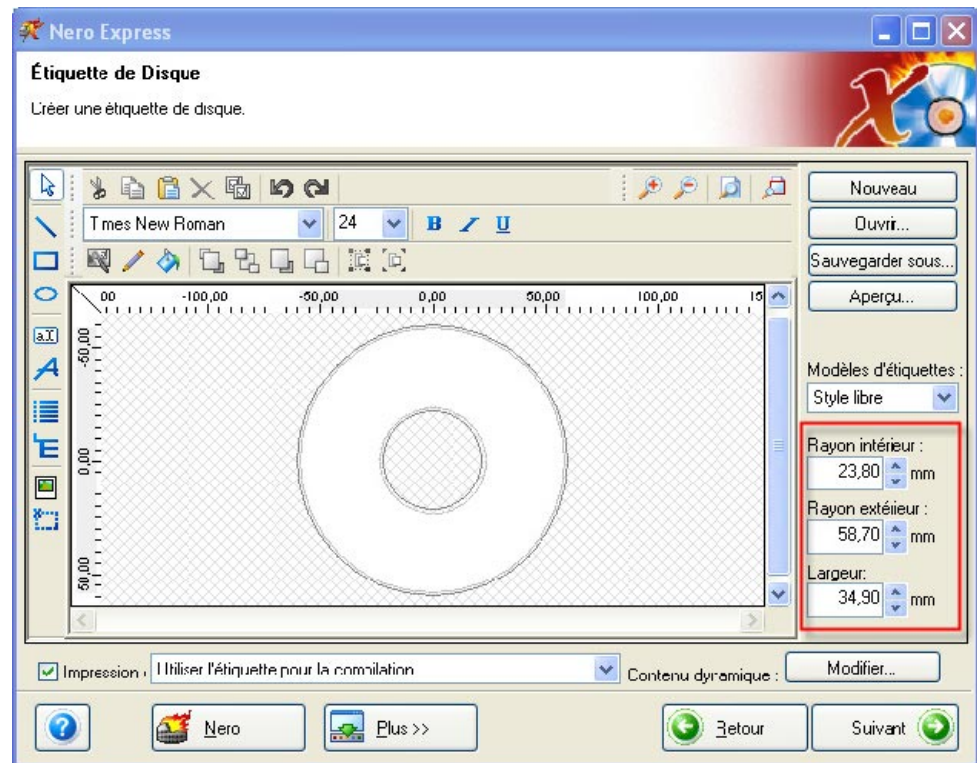 Nero Express
Étiquette de Disque
Créer une étiquette de disque.
Nouveau
Times New Roman 24 B I U
Ouvrir...
Sauvegarder sous...
Aperçu...
00 -100,00 -50,00 0,00 50,00 100,00 15
-50,00
0,00
50,00
Modèles d'étiquettes :
Style libre
Rayon intérieur :
23,80 mm
Rayon extérieur :
58,70 mm
Largeur:
34,90 mm
Impression : Utiliser l'étiquette pour la compilation
Contenu dynamique : Modifier...
Nero
Plus >>
Retour
Suivant